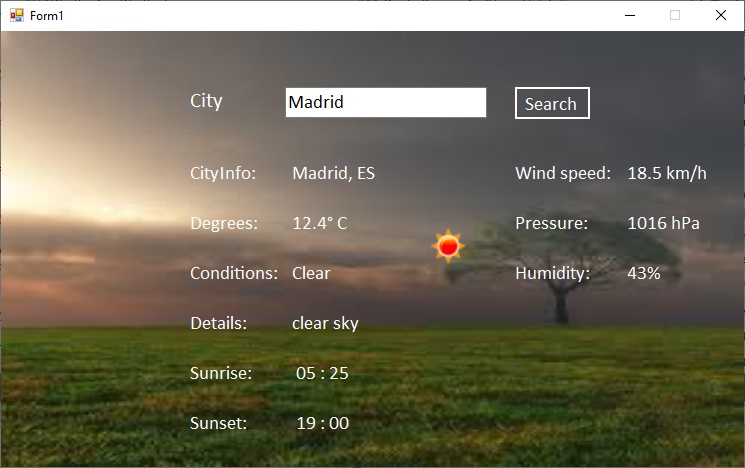 Form1
City Madrid Search
CityInfo: Madrid, ES Wind speed: 18.5 km/h
Degrees: 12.4° C Pressure: 1016 hPa
Conditions: Clear Humidity: 43%
Details: clear sky
Sunrise: 05 : 25
Sunset: 19 : 00